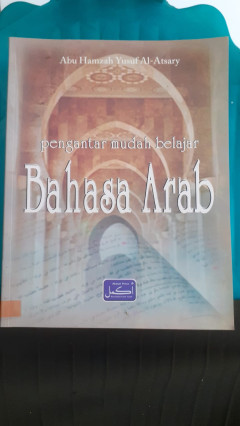 Abu Hamzah Yusuf Al-Atsary
pengantar mudah belajar
Bahasa Arab